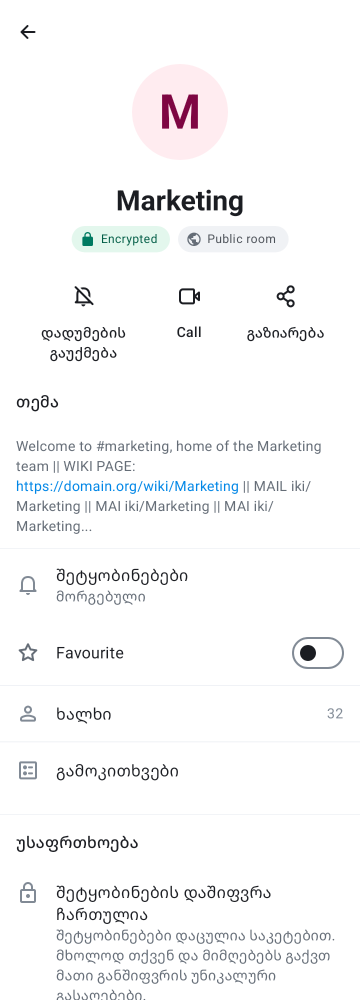 M
Marketing
Encrypted
Public room
დადუმების
გაუქმება
Call
გაზიარება
თემა
Welcome to #marketing, home of the Marketing
team || WIKI PAGE:
https://domain.org/wiki/Marketing || MAIL iki/
Marketing || MAI iki/Marketing || MAI iki/
Marketing...
შეტყობინებები
მორგებული
Favourite
ხალხი 32
გამოკითხვები
უსაფრთხოება
შეტყობინების დაშიფვრა
ჩართულია
შეტყობინებები დაცულია საკეტებით.
მხოლოდ თქვენ და მიმღებებს გაქვთ
მათი განშიფვრის უნიკალური
გასაღებები.